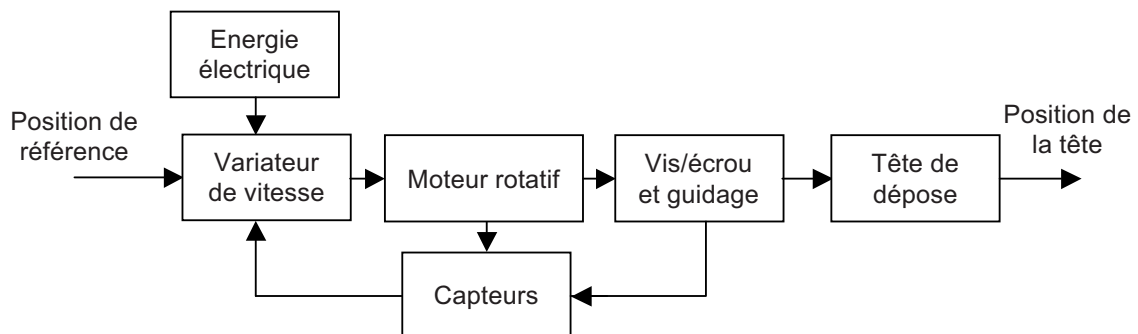 Energie
électrique
Position de
référence
Variateur
de vitesse
Moteur rotatif
Vis/écrou
et guidage
Tête de
dépose
Position de
la tête
Capteurs